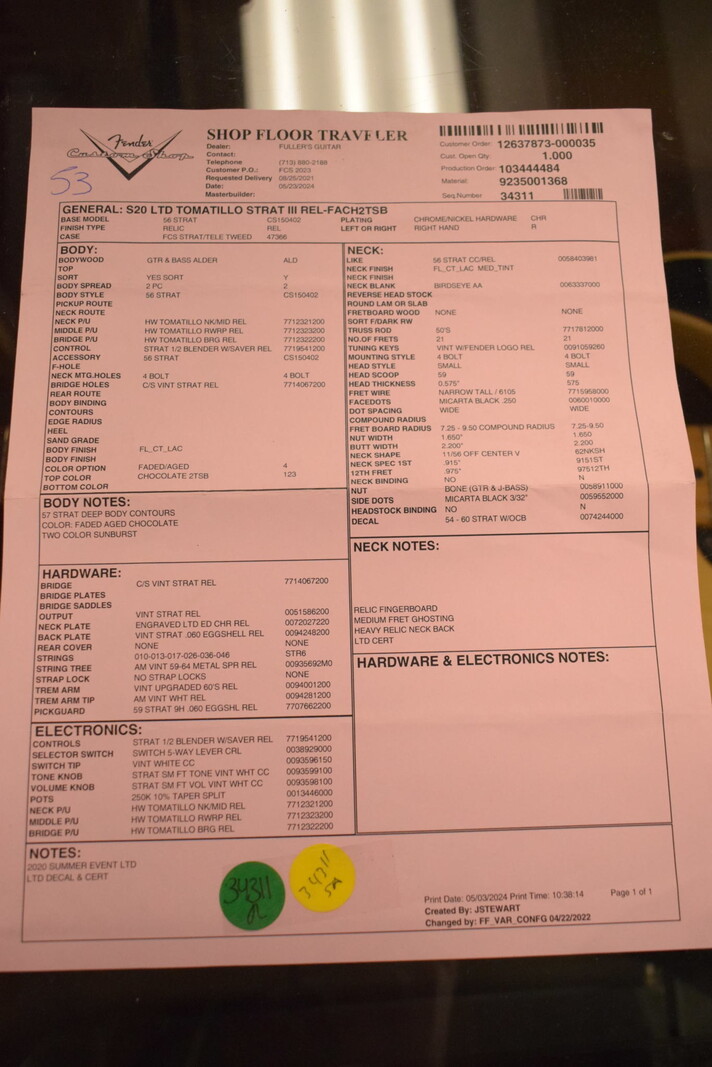 Fender
Custom Shop
53
SHOP FLOOR TRAVELER
Dealer: FULLER'S GUITAR
Contact:
Telephone (713) 880-2188
Customer P.O.: FCS 2023
Requested Delivery 08/25/2021
Date: 05/23/2024
Masterbuilder:
Customer Order: 12637873-000035
Cust. Open Qty: 1.000
Production Order: 103444484
Material: 9235001368
Seq.Number 34311
GENERAL: S20 LTD TOMATILLO STRAT III REL-FACH2TSB
BASE MODEL 56 STRAT CS150402 PLATING CHROME/NICKEL HARDWARE CHR
FINISH TYPE RELIC REL LEFT OR RIGHT RIGHT HAND R
CASE FCS STRAT/TELE TWEED 47366
BODY:
BODYWOOD GTR & BASS ALDER ALD
TOP
SORT YES SORT Y
BODY SPREAD 2 PC 2
BODY STYLE 56 STRAT CS150402
PICKUP ROUTE
NECK ROUTE
NECK P/U HW TOMATILLO NK/MID REL 7712321200
MIDDLE P/U HW TOMATILLO RWRP REL 7712323200
BRIDGE P/U HW TOMATILLO BRG REL 7712322200
CONTROL STRAT 1/2 BLENDER W/SAVER REL 7719541200
ACCESSORY 56 STRAT CS150402
F-HOLE
NECK MTG.HOLES 4 BOLT 4 BOLT
BRIDGE HOLES C/S VINT STRAT REL 7714067200
REAR ROUTE
BODY BINDING
CONTOURS
EDGE RADIUS
HEEL
SAND GRADE
BODY FINISH FL_CT_LAC
BODY FINISH
COLOR OPTION FADED/AGED 4
TOP COLOR CHOCOLATE 2TSB 123
BOTTOM COLOR
BODY NOTES:
57 STRAT DEEP BODY CONTOURS
COLOR: FADED AGED CHOCOLATE
TWO COLOR SUNBURST
HARDWARE:
BRIDGE C/S VINT STRAT REL 7714067200
BRIDGE PLATES
BRIDGE SADDLES
OUTPUT VINT STRAT REL 0051586200
NECK PLATE ENGRAVED LTD ED CHR REL 0072027220
BACK PLATE VINT STRAT .060 EGGSHELL REL 0094248200
REAR COVER NONE NONE
STRINGS 010-013-017-026-036-046 STR6
STRING TREE AM VINT 59-64 METAL SPR REL 00935692M0
STRAP LOCK NO STRAP LOCKS NONE
TREM ARM VINT UPGRADED 60'S REL 0094001200
TREM ARM TIP AM VINT WHT REL 0094281200
PICKGUARD 59 STRAT 9H .060 EGGSHL REL 7707662200
ELECTRONICS:
CONTROLS STRAT 1/2 BLENDER W/SAVER REL 7719541200
SELECTOR SWITCH SWITCH 5-WAY LEVER CRL 0038929000
SWITCH TIP VINT WHITE CC 0093596150
TONE KNOB STRAT SM FT TONE VINT WHT CC 0093599100
VOLUME KNOB STRAT SM FT VOL VINT WHT CC 0093598100
POTS 250K 10% TAPER SPLIT 0013446000
NECK P/U HW TOMATILLO NK/MID REL 7712321200
MIDDLE P/U HW TOMATILLO RWRP REL 7712323200
BRIDGE P/U HW TOMATILLO BRG REL 7712322200
NECK:
LIKE 56 STRAT CC/REL 0058403981
NECK FINISH FL_CT_LAC MED_TINT
NECK FINISH
NECK BLANK BIRDSEYE AA 0063337000
REVERSE HEAD STOCK
ROUND LAM OR SLAB
FRETBOARD WOOD NONE NONE
SORT F/DARK RW
TRUSS ROD 50'S 7717812000
NO.OF FRETS 21 21
TUNING KEYS VINT W/FENDER LOGO REL 0091059260
MOUNTING STYLE 4 BOLT 4 BOLT
HEAD STYLE SMALL SMALL
HEAD SCOOP 59 59
HEAD THICKNESS 0.575" 575
FRET WIRE NARROW TALL / 6105 7715958000
FACEDOTS MICARTA BLACK .250 0060010000
DOT SPACING WIDE WIDE
COMPOUND RADIUS
FRET BOARD RADIUS 7.25 - 9.50 COMPOUND RADIUS 7.25-9.50
NUT WIDTH 1.650" 1.650
BUTT WIDTH 2.200" 2.200
NECK SHAPE 11/56 OFF CENTER V 62NKSH
NECK SPEC 1ST .915" 9151ST
12TH FRET .975" 97512TH
NECK BINDING NO N
NUT BONE (GTR & J-BASS) 0058911000
SIDE DOTS MICARTA BLACK 3/32" 0059552000
HEADSTOCK BINDING NO N
DECAL 54 - 60 STRAT W/OCB 0074244000
NECK NOTES:
RELIC FINGERBOARD
MEDIUM FRET GHOSTING
HEAVY RELIC NECK BACK
LTD CERT
HARDWARE & ELECTRONICS NOTES:
NOTES:
2020 SUMMER EVENT LTD
LTD DECAL & CERT
34311
34311
Print Date: 05/03/2024 Print Time: 10:38:14 Page 1 of 1
Created By: JSTEWART
Changed by: FF_VAR_CONFG 04/22/2022